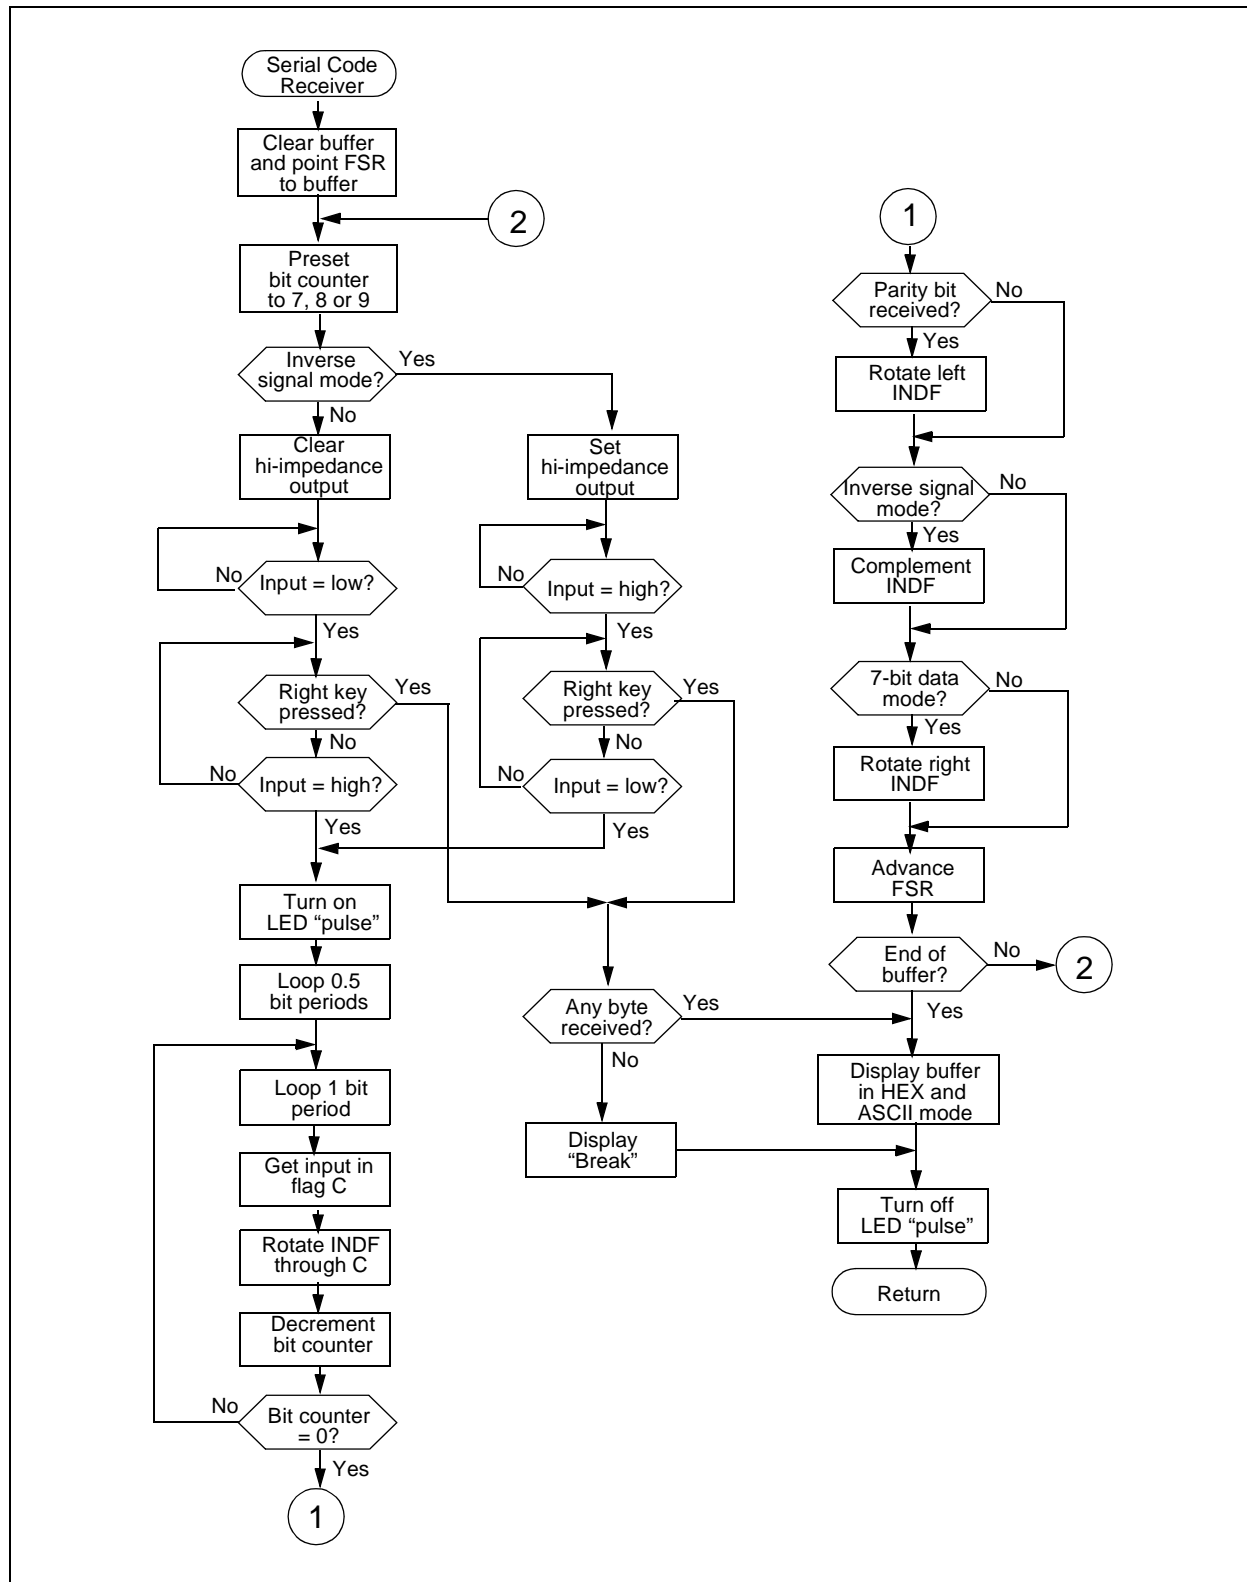 Serial Code
Receiver
Clear buffer
and point FSR
to buffer
2
Preset
bit counter
to 7, 8 or 9
Inverse
signal mode?
Yes
No
Clear
hi-impedance
output
Set
hi-impedance
output
No
Input = low?
Yes
No
Input = high?
Yes
Right key
pressed?
Yes
No
Right key
pressed?
Yes
No
No
Input = high?
Yes
No
Input = low?
Yes
Turn on
LED “pulse”
Loop 0.5
bit periods
Loop 1 bit
period
Get input in
flag C
Rotate INDF
through C
Decrement
bit counter
No
Bit counter
= 0?
Yes
1
Any byte
received?
Yes
No
Display
“Break”
1
Parity bit
received?
No
Yes
Rotate left
INDF
Inverse signal
mode?
No
Yes
Complement
INDF
7-bit data
mode?
No
Yes
Rotate right
INDF
Advance
FSR
End of
buffer?
No
2
Yes
Display buffer
in HEX and
ASCII mode
Turn off
LED “pulse”
Return